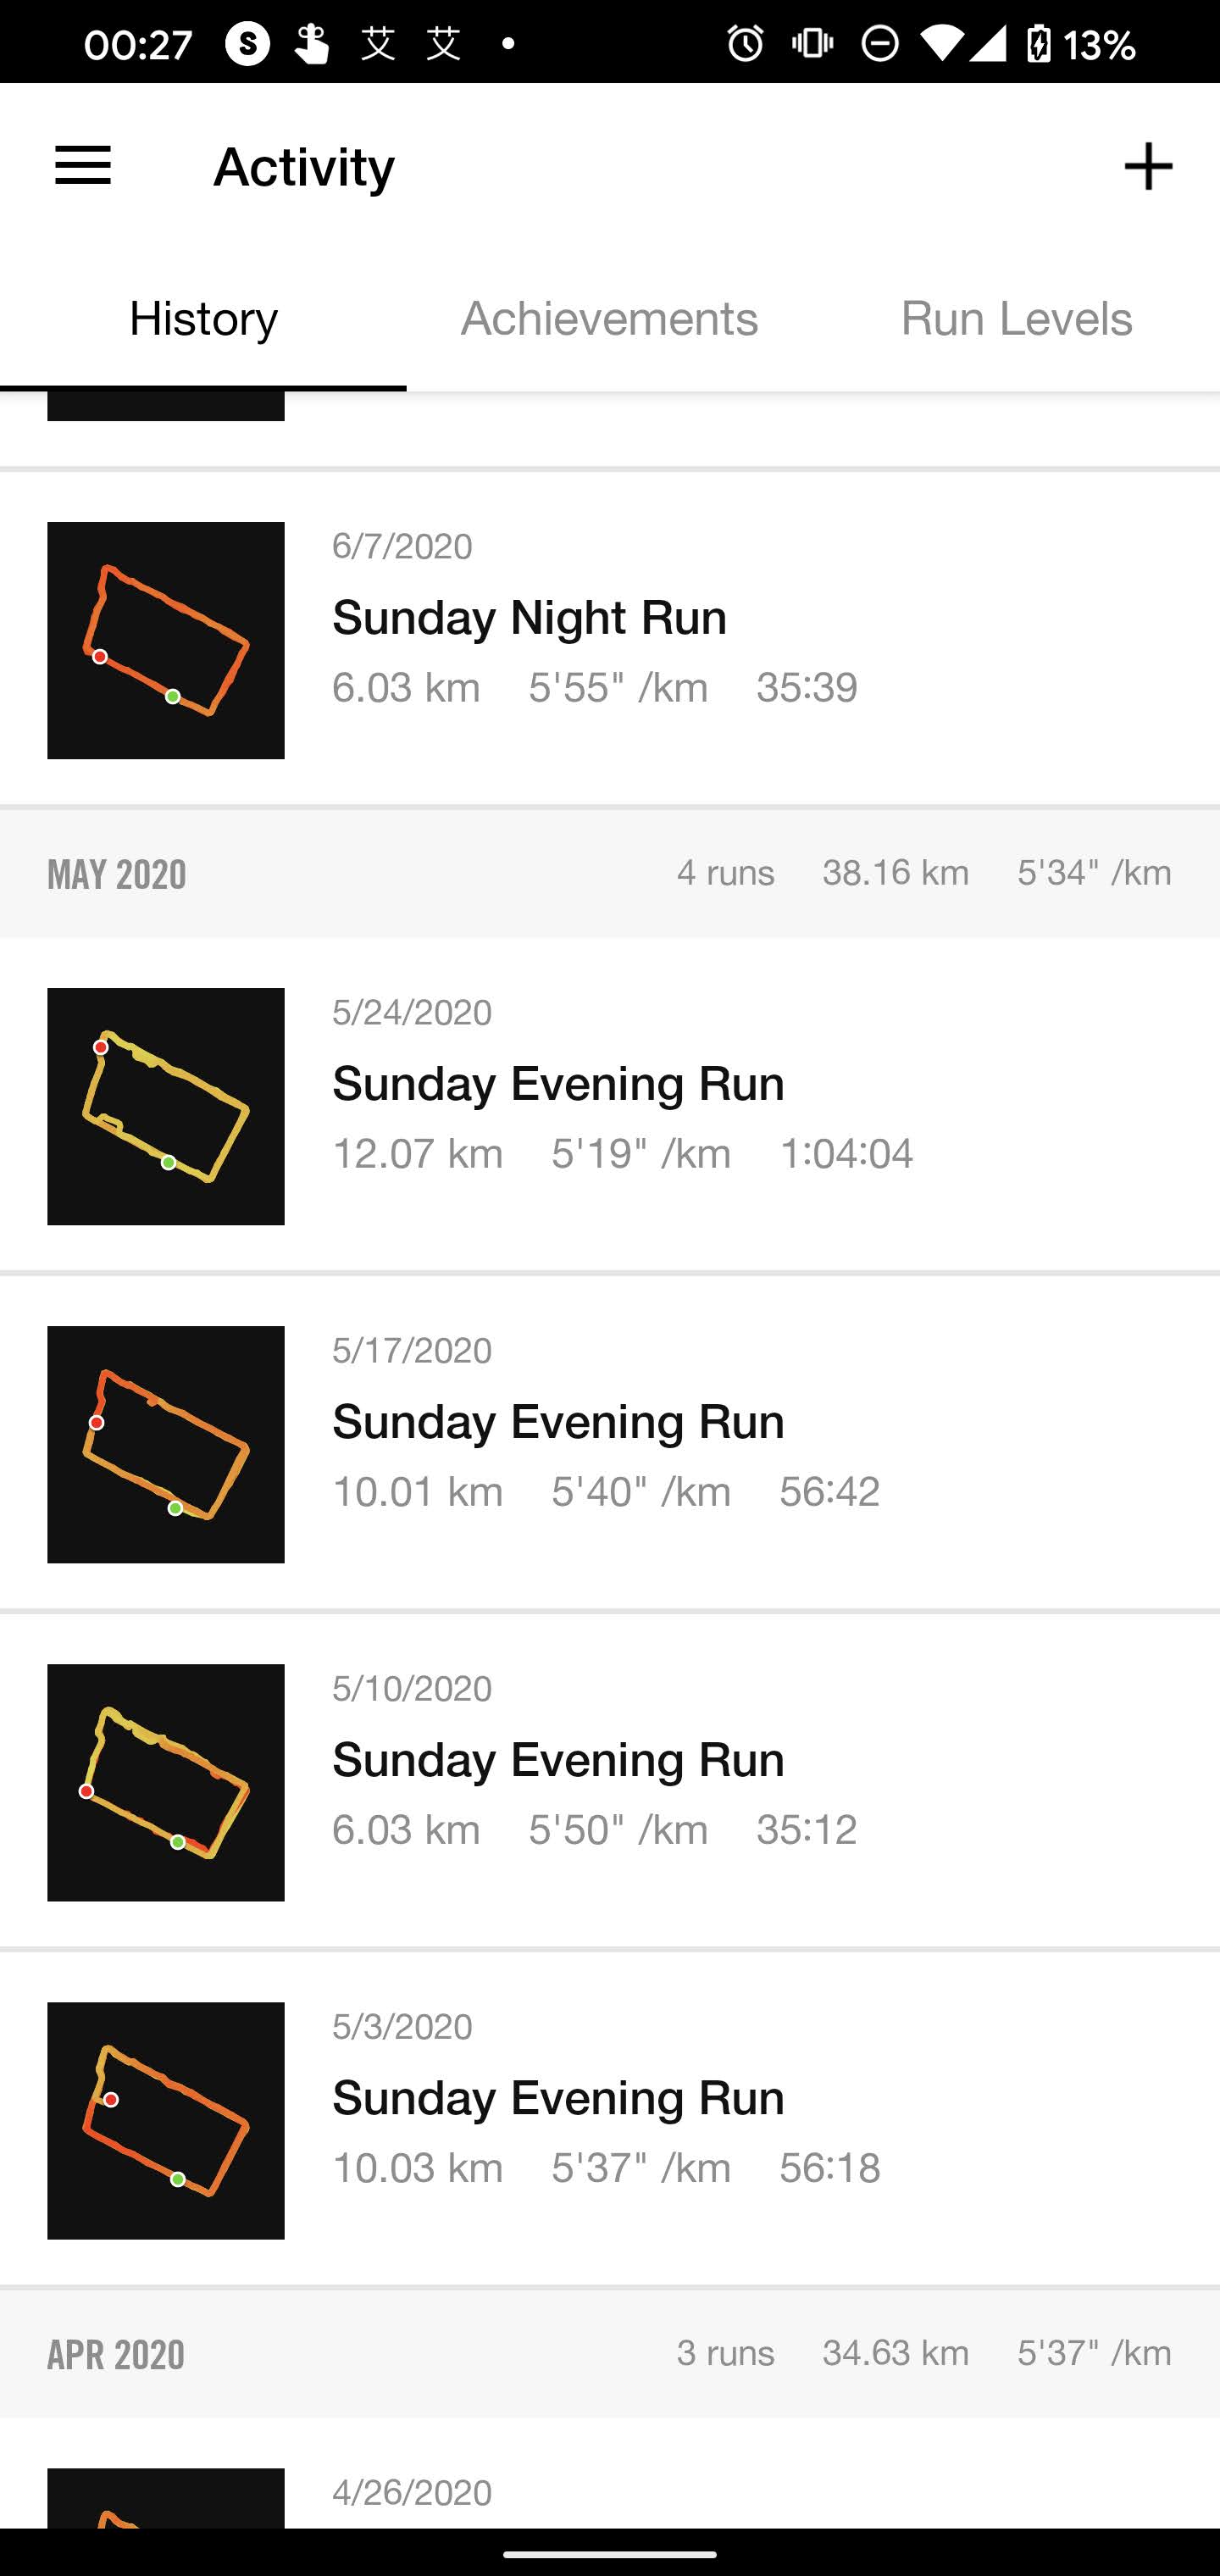 00:27 S 艾 艾 13%
Activity
History Achievements Run Levels
6/7/2020
Sunday Night Run
6.03 km 5'55" /km 35:39
MAY 2020 4 runs 38.16 km 5'34" /km
5/24/2020
Sunday Evening Run
12.07 km 5'19" /km 1:04:04
5/17/2020
Sunday Evening Run
10.01 km 5'40" /km 56:42
5/10/2020
Sunday Evening Run
6.03 km 5'50" /km 35:12
5/3/2020
Sunday Evening Run
10.03 km 5'37" /km 56:18
APR 2020 3 runs 34.63 km 5'37" /km
4/26/2020